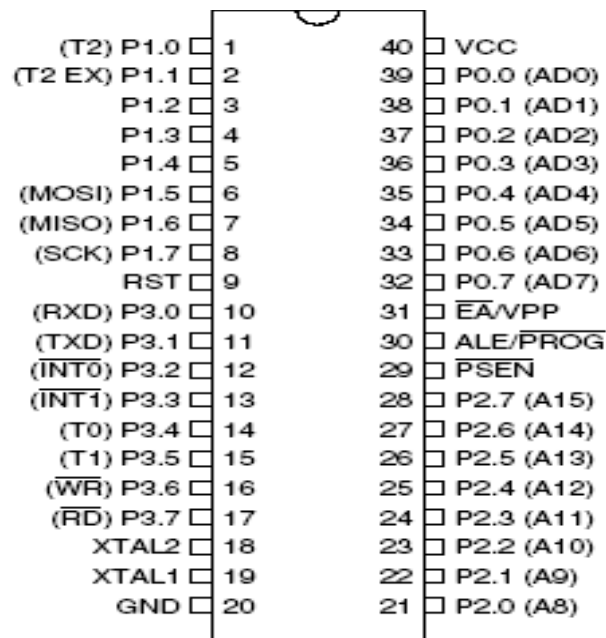 (T2) P1.0 1 40 VCC
(T2 EX) P1.1 2 39 P0.0 (AD0)
P1.2 3 38 P0.1 (AD1)
P1.3 4 37 P0.2 (AD2)
P1.4 5 36 P0.3 (AD3)
(MOSI) P1.5 6 35 P0.4 (AD4)
(MISO) P1.6 7 34 P0.5 (AD5)
(SCK) P1.7 8 33 P0.6 (AD6)
RST 9 32 P0.7 (AD7)
(RXD) P3.0 10 31 E̅A̅/VPP
(TXD) P3.1 11 30 ALE/P̅R̅O̅G̅
(I̅N̅T̅0̅) P3.2 12 29 P̅S̅E̅N̅
(I̅N̅T̅1̅) P3.3 13 28 P2.7 (A15)
(T0) P3.4 14 27 P2.6 (A14)
(T1) P3.5 15 26 P2.5 (A13)
(W̅R̅) P3.6 16 25 P2.4 (A12)
(R̅D̅) P3.7 17 24 P2.3 (A11)
XTAL2 18 23 P2.2 (A10)
XTAL1 19 22 P2.1 (A9)
GND 20 21 P2.0 (A8)